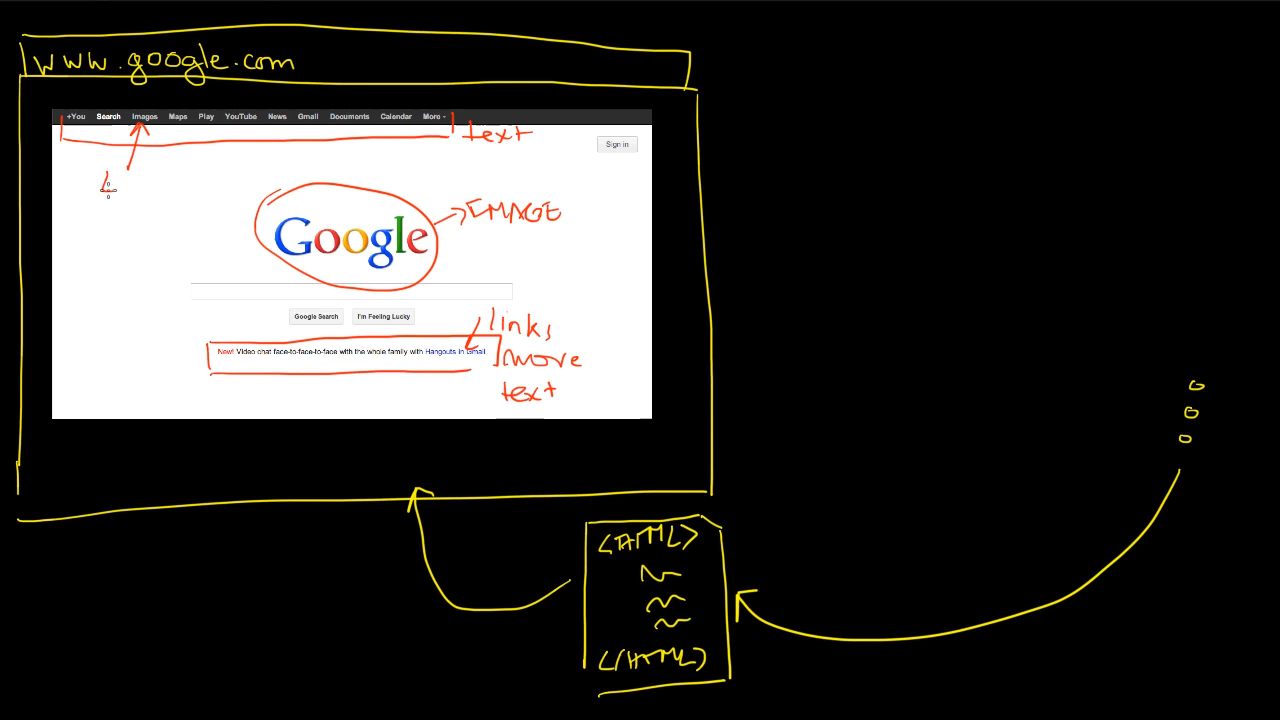 www.google.com
+You Search Images Maps Play YouTube News Gmail Documents Calendar More
text
Sign in
Google
IMAGE
Google Search I'm Feeling Lucky
links,
New! Video chat face-to-face-to-face with the whole family with Hangouts in Gmail
more
text
<HTML>
</HTML>